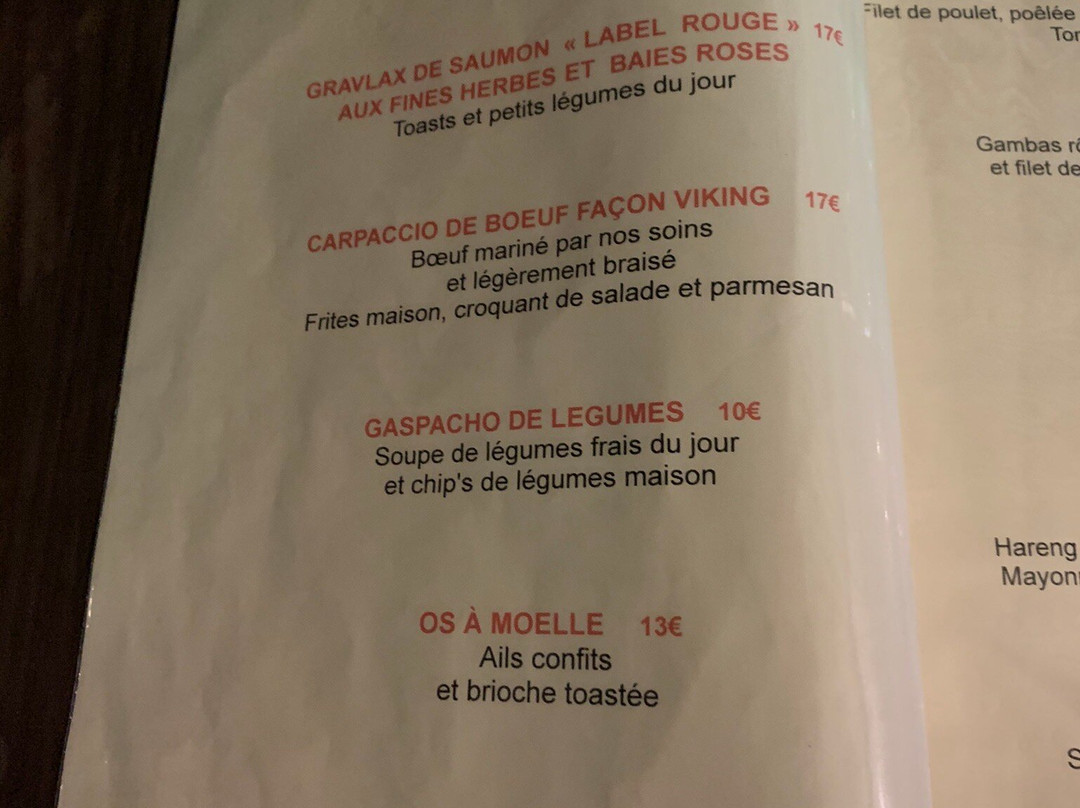 GRAVLAX DE SAUMON « LABEL ROUGE » 17€
AUX FINES HERBES ET BAIES ROSES
Toasts et petits légumes du jour
CARPACCIO DE BOEUF FAÇON VIKING 17€
Bœuf mariné par nos soins
et légèrement braisé
Frites maison, croquant de salade et parmesan
GASPACHO DE LEGUMES 10€
Soupe de légumes frais du jour
et chip's de légumes maison
OS À MOELLE 13€
Ails confits
et brioche toastée
Filet de poulet, poêlée
Gambas
et filet de
Hareng